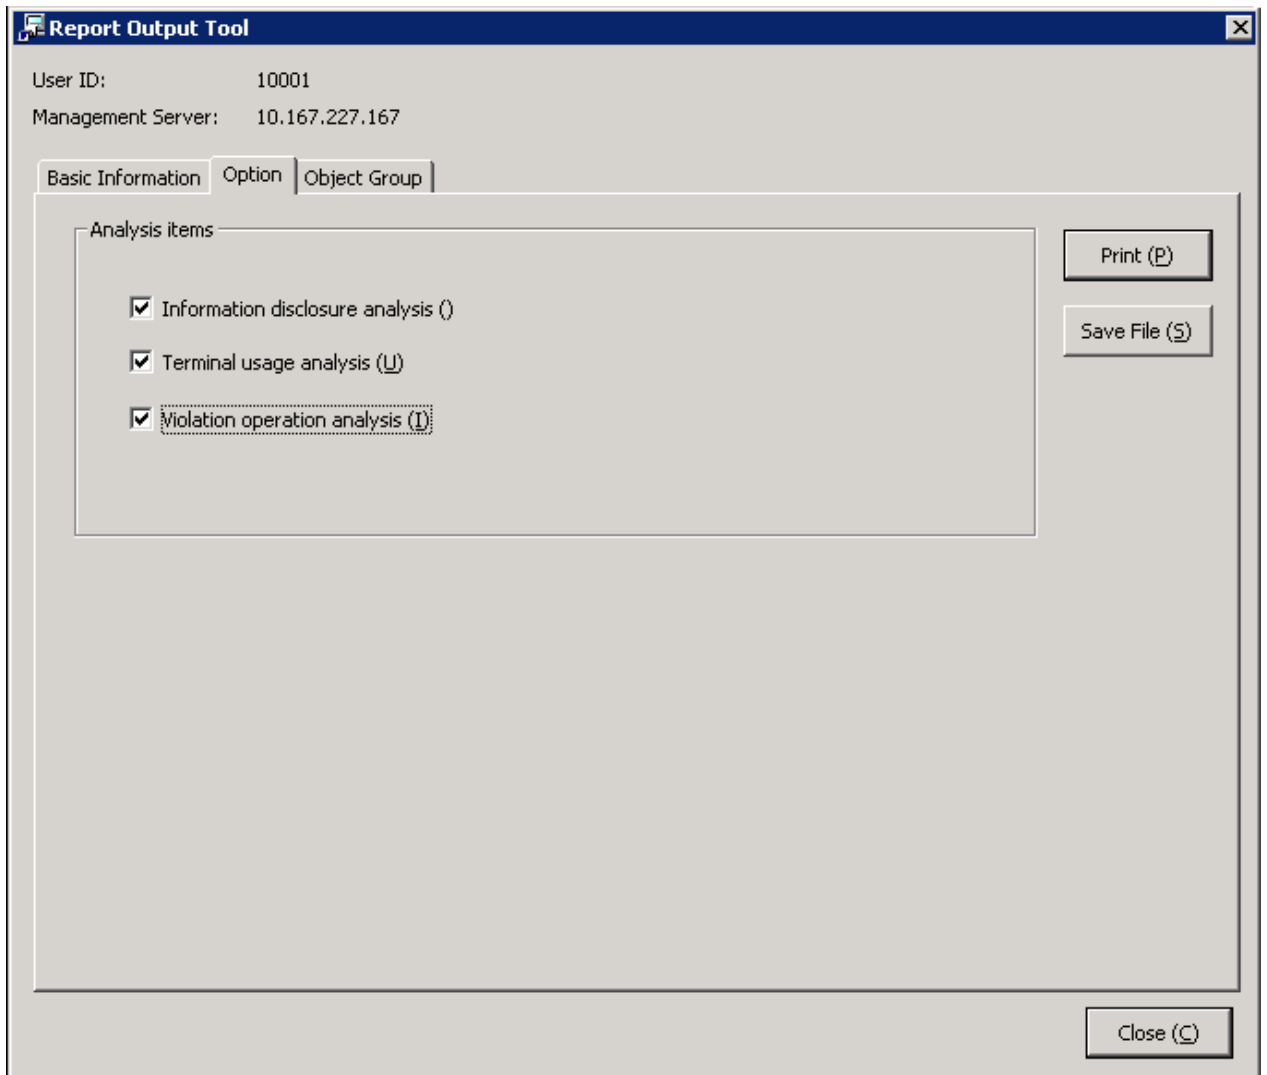 Report Output Tool
User ID: 10001
Management Server: 10.167.227.167
Basic Information Option Object Group
Analysis items
Print (P)
Information disclosure analysis ()
Save File (S)
Terminal usage analysis (U)
Violation operation analysis (I)
Close (C)